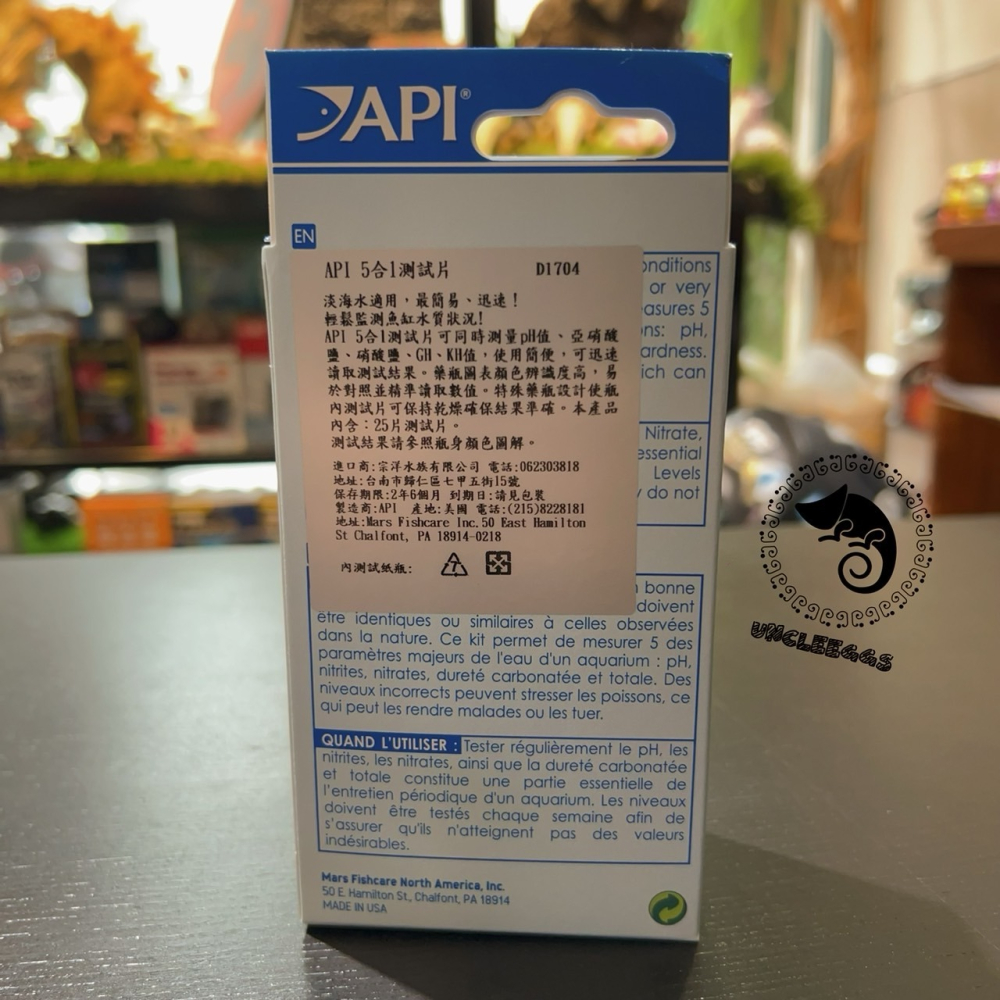 API®
EN
API 5合1測試片 D1704
淡海水適用，最簡易、迅速！
輕鬆監測魚缸水質狀況!
API 5合1測試片可同時測量pH值、亞硝酸
鹽、硝酸鹽、GH、KH值，使用簡便，可迅速
讀取測試結果。藥瓶圖表顏色辨識度高，易
於對照並精準讀取數值。特殊藥瓶設計使瓶
內測試片可保持乾燥確保結果準確。本產品
內含：25片測試片。
測試結果請參照瓶身顏色圖解。
進口商:宗洋水族有限公司 電話:062303818
地址:台南市歸仁區七甲五街15號
保存期限:2年6個月 到期日:請見包裝
製造商:API 產地:美國 電話:(215)8228181
地址:Mars Fishcare Inc.50 East Hamilton
St Chalfont, PA 18914-0218
內測試紙瓶:
7
onditions
or very
easures 5
ns: pH,
ardness.
ich can
Nitrate,
essential
Levels
do not
bonne
doivent
être identiques ou similaires à celles observées
dans la nature. Ce kit permet de mesurer 5 des
paramètres majeurs de l'eau d'un aquarium : pH,
nitrites, nitrates, dureté carbonatée et totale. Des
niveaux incorrects peuvent stresser les poissons, ce
qui peut les rendre malades ou les tuer.
QUAND L'UTILISER : Tester régulièrement le pH, les
nitrites, les nitrates, ainsi que la dureté carbonatée
et totale constitue une partie essentielle de
l'entretien périodique d'un aquarium. Les niveaux
doivent être testés chaque semaine afin de
s'assurer qu'ils n'atteignent pas des valeurs
indésirables.
Mars Fishcare North America, Inc.
50 E. Hamilton St., Chalfont, PA 18914
MADE IN USA
UNCLEEGGS